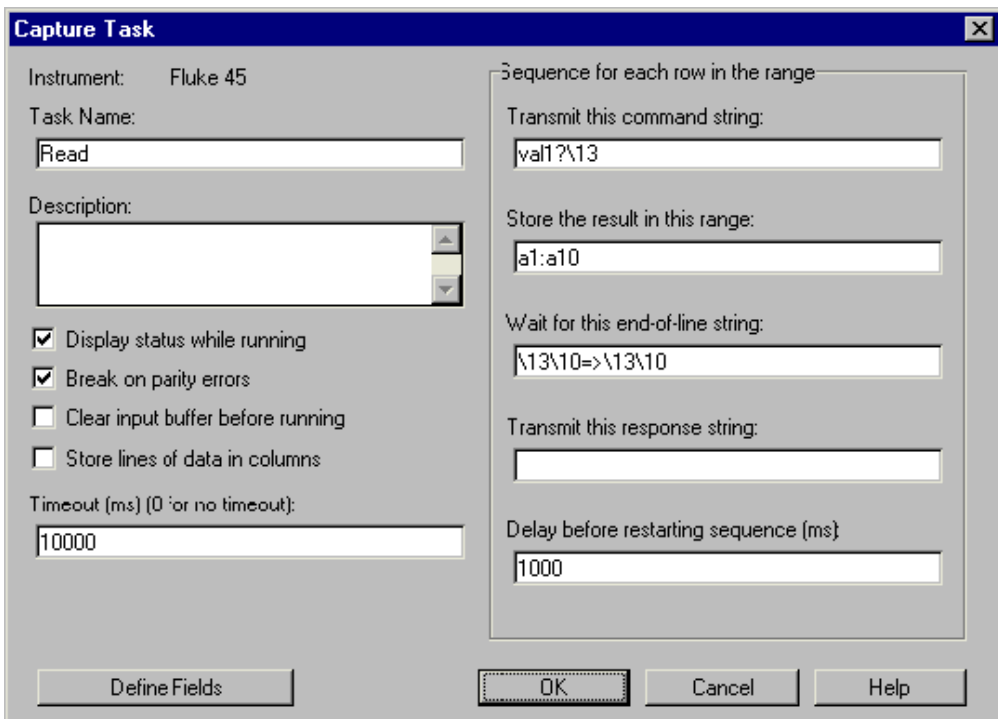 Capture Task
Instrument: Fluke 45
Task Name:
Read
Description:
Display status while running
Break on parity errors
Clear input buffer before running
Store lines of data in columns
Timeout (ms) (0 for no timeout):
10000
Define Fields
Sequence for each row in the range
Transmit this command string:
val1?\13
Store the result in this range:
a1:a10
Wait for this end-of-line string:
\13\10=>\13\10
Transmit this response string:
Delay before restarting sequence (ms):
1000
OK
Cancel
Help